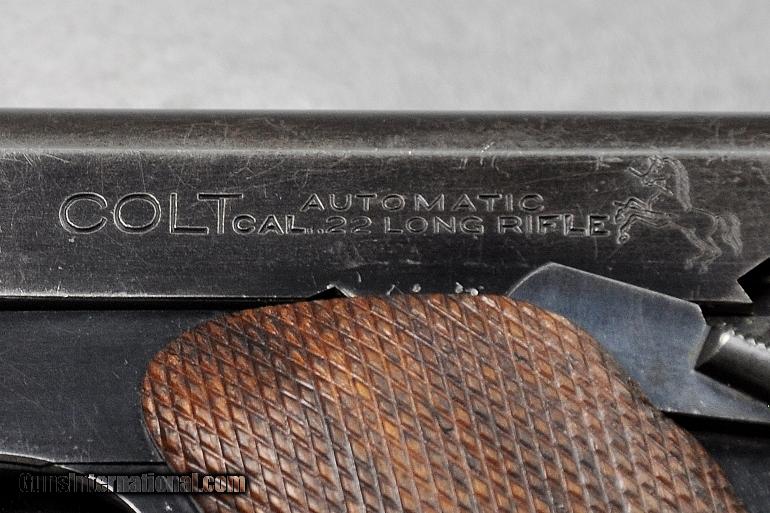 COLT AUTOMATIC
CAL..22 LONG RIFLE
GunsInternational.com